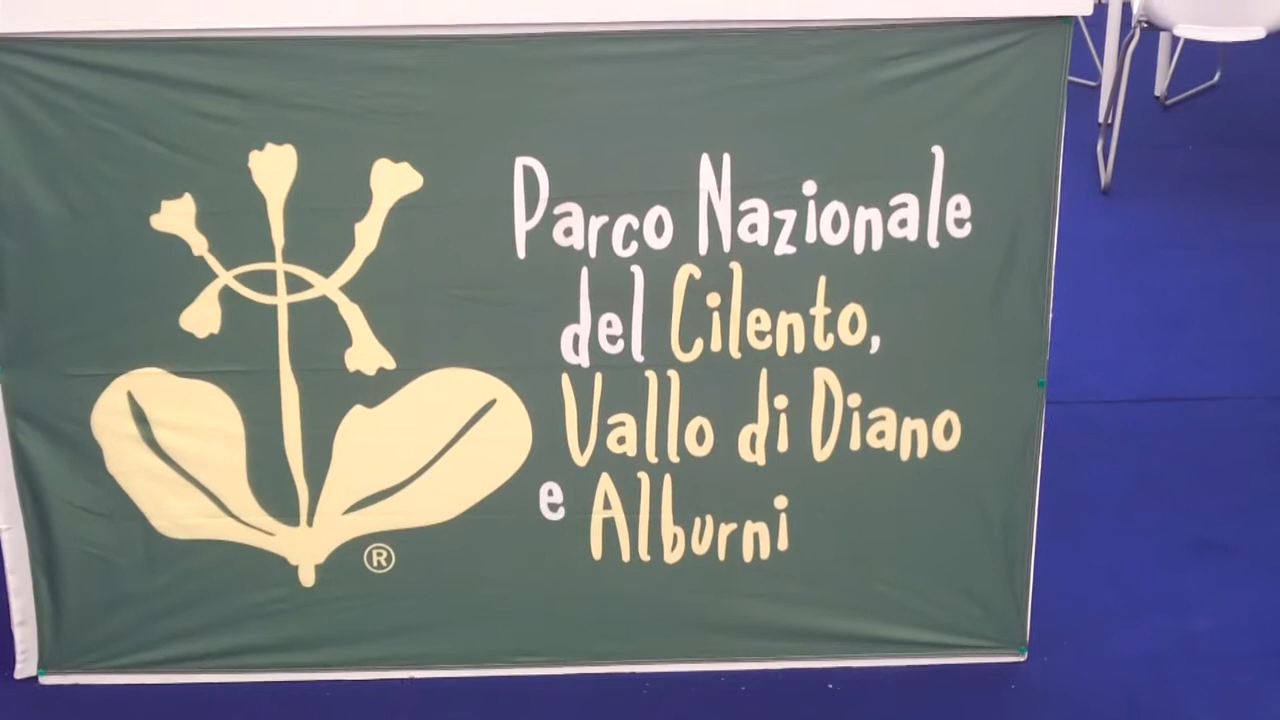 Parco Nazionale
del Cilento,
Vallo di Diano
e Alburni
®